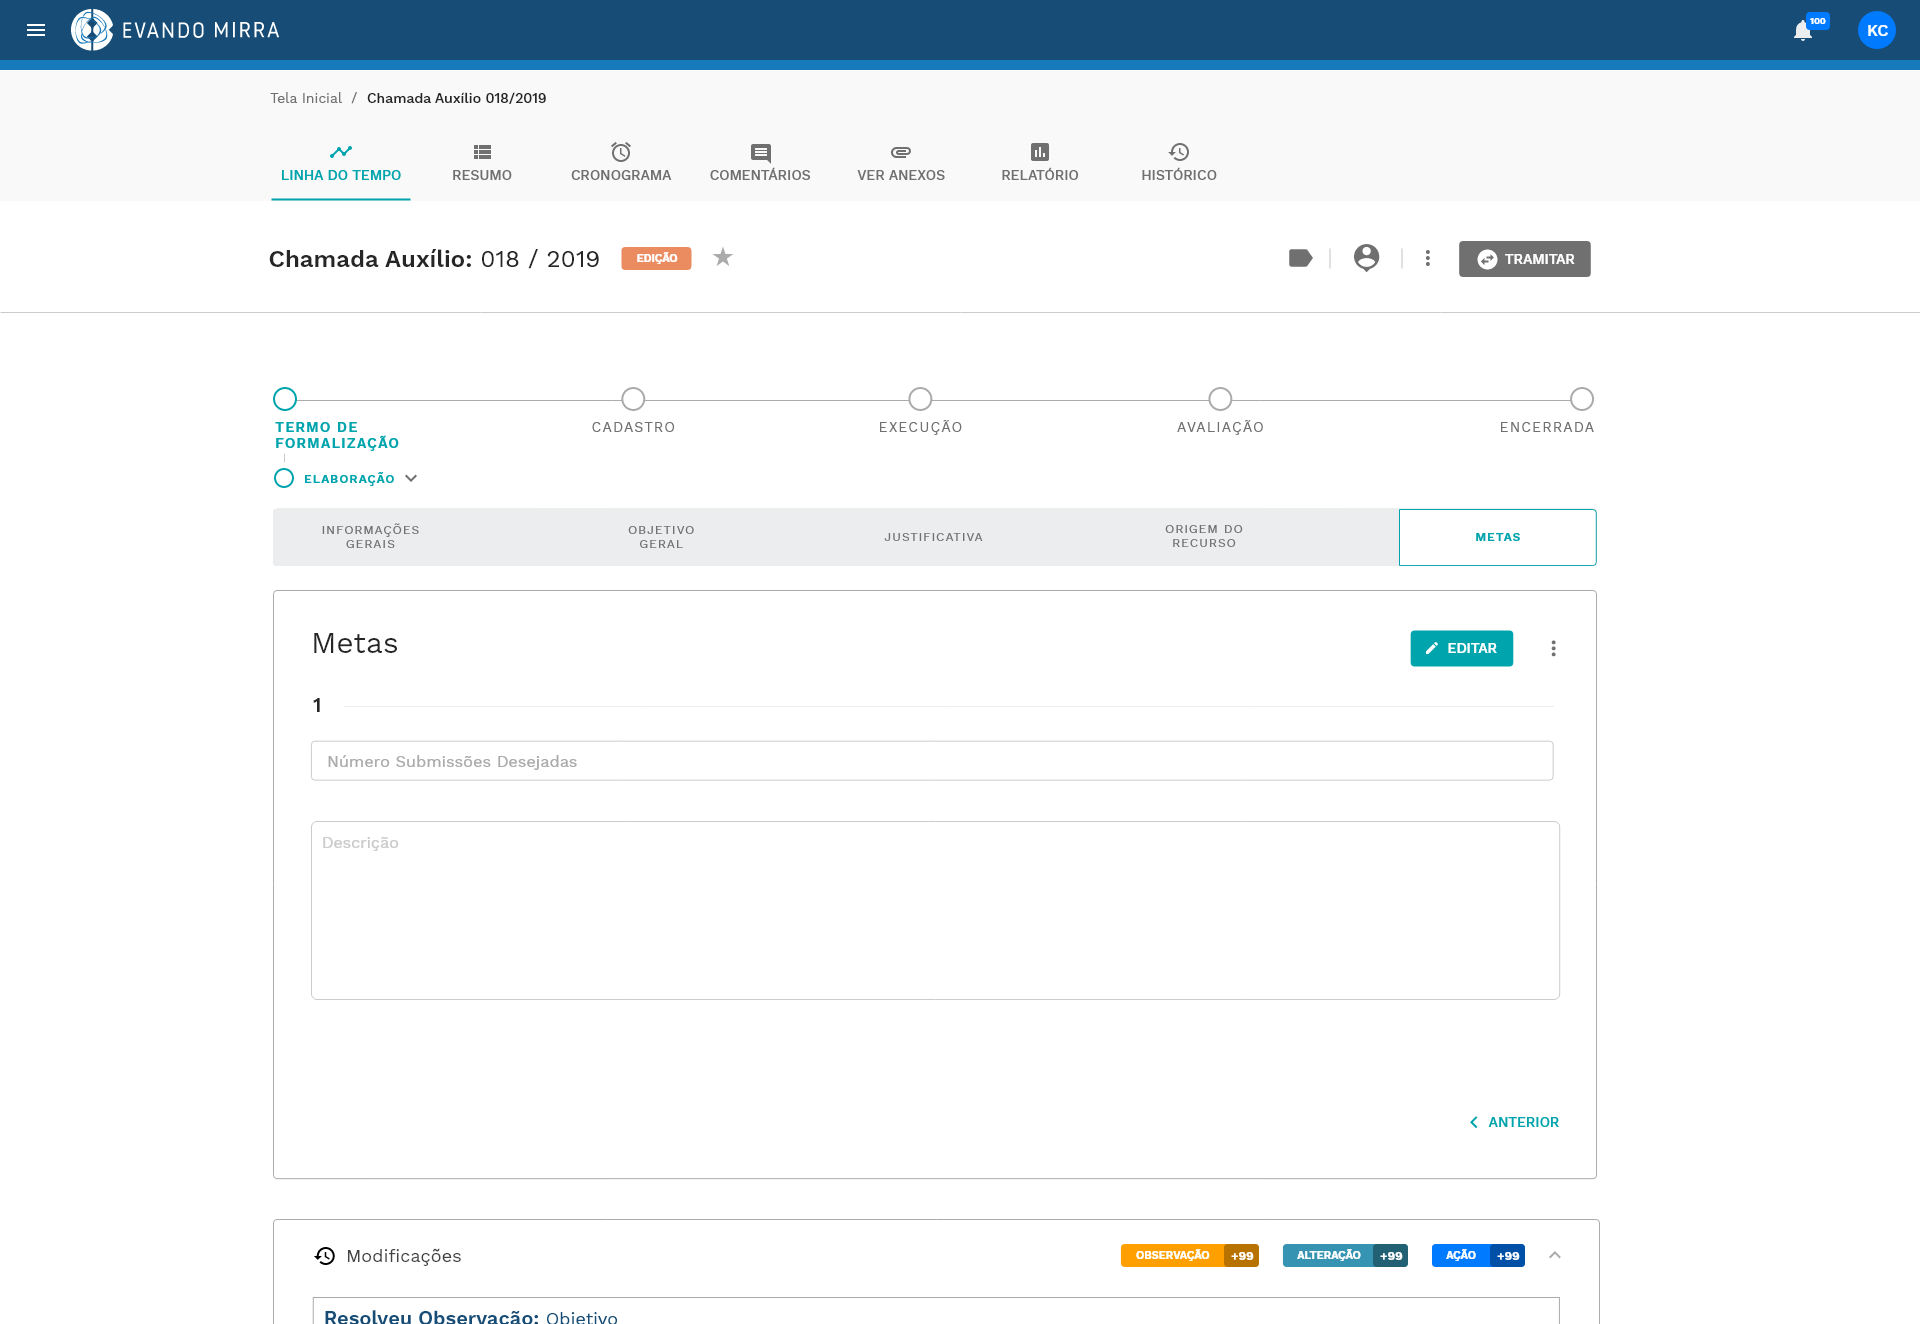 EVANDO MIRRA
100
KC
Tela Inicial / Chamada Auxílio 018/2019
LINHA DO TEMPO
RESUMO
CRONOGRAMA
COMENTÁRIOS
VER ANEXOS
RELATÓRIO
HISTÓRICO
Chamada Auxílio: 018 / 2019
EDIÇÃO
TRAMITAR
TERMO DE
FORMALIZAÇÃO
CADASTRO
EXECUÇÃO
AVALIAÇÃO
ENCERRADA
ELABORAÇÃO
INFORMAÇÕES
GERAIS
OBJETIVO
GERAL
JUSTIFICATIVA
ORIGEM DO
RECURSO
METAS
Metas
EDITAR
1
Número Submissões Desejadas
Descrição
ANTERIOR
Modificações
OBSERVAÇÃO +99
ALTERAÇÃO +99
AÇÃO +99
Resolveu Observação: Objetivo